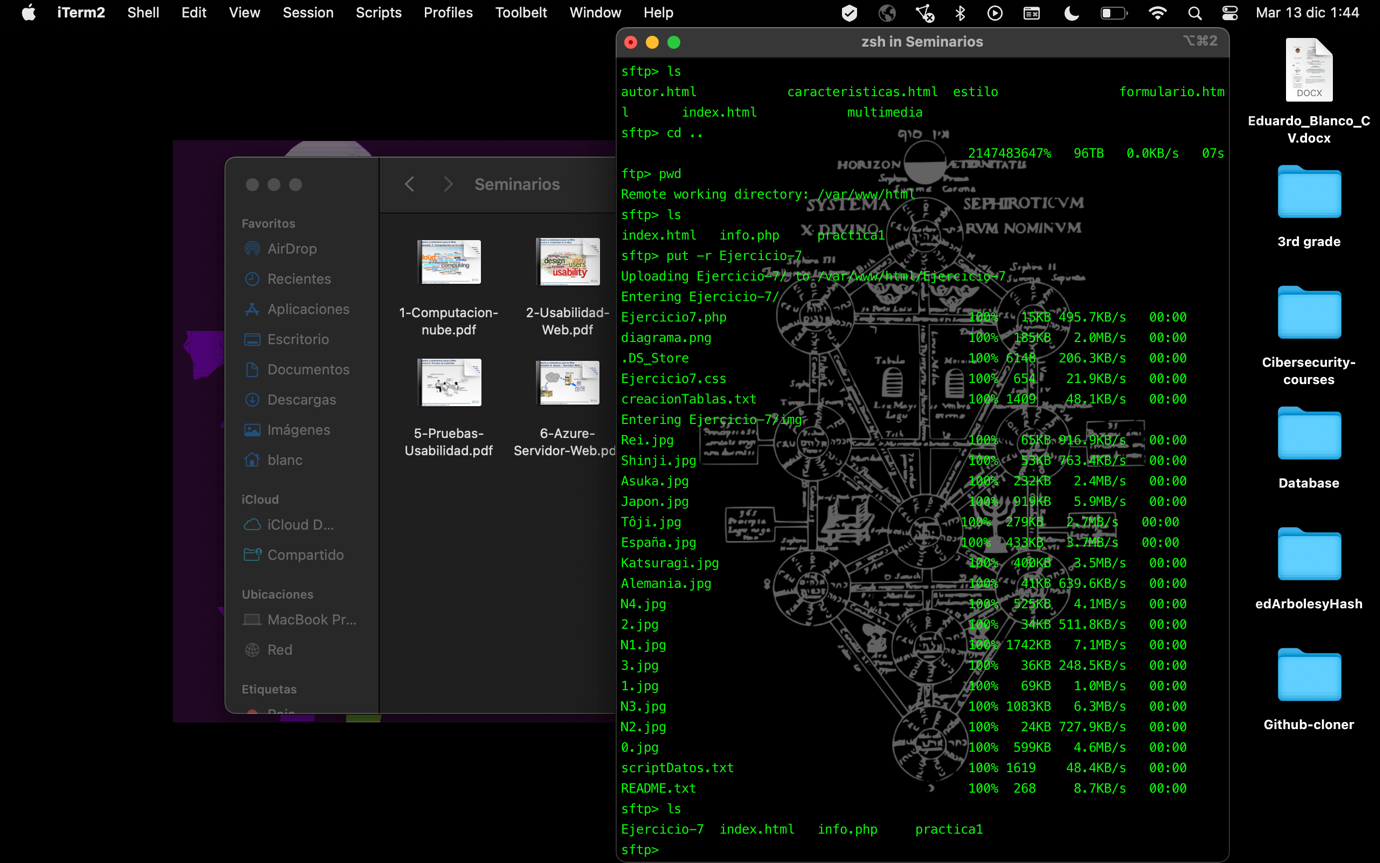 iTerm2 Shell Edit View Session Scripts Profiles Toolbelt Window Help Mar 13 dic 1:44
zsh in Seminarios ⌥⌘2
sftp> ls
autor.html caracteristicas.html estilo formulario.htm
l index.html multimedia
sftp> cd ..
2147483647% 96TB 0.0KB/s 07s
ftp> pwd
Remote working directory: /var/www/html
sftp> ls
index.html info.php practica1
sftp> put -r Ejercicio-7
Uploading Ejercicio-7/ to /var/www/html/Ejercicio-7
Entering Ejercicio-7/
Ejercicio7.php 100% 15KB 495.7KB/s 00:00
diagrama.png 100% 185KB 2.0MB/s 00:00
.DS_Store 100% 6148 206.3KB/s 00:00
Ejercicio7.css 100% 654 21.9KB/s 00:00
creacionTablas.txt 100% 1409 48.1KB/s 00:00
Entering Ejercicio-7/img
Rei.jpg 100% 65KB 916.9KB/s 00:00
Shinji.jpg 100% 53KB 763.4KB/s 00:00
Asuka.jpg 100% 232KB 2.4MB/s 00:00
Japon.jpg 100% 919KB 5.9MB/s 00:00
Tôji.jpg 100% 279KB 2.7MB/s 00:00
España.jpg 100% 433KB 3.7MB/s 00:00
Katsuragi.jpg 100% 400KB 3.5MB/s 00:00
Alemania.jpg 100% 41KB 639.6KB/s 00:00
N4.jpg 100% 525KB 4.1MB/s 00:00
2.jpg 100% 34KB 511.8KB/s 00:00
N1.jpg 100% 1742KB 7.1MB/s 00:00
3.jpg 100% 36KB 248.5KB/s 00:00
1.jpg 100% 69KB 1.0MB/s 00:00
N3.jpg 100% 1083KB 6.3MB/s 00:00
N2.jpg 100% 24KB 727.9KB/s 00:00
0.jpg 100% 599KB 4.6MB/s 00:00
scriptDatos.txt 100% 1619 48.4KB/s 00:00
README.txt 100% 268 8.7KB/s 00:00
sftp> ls
Ejercicio-7 index.html info.php practica1
sftp>
HORIZON ETERNITATIS
SYSTEMA SEPHIROTICVM
X DIVINO RVM NOMINVM
Seminarios
Favoritos
AirDrop
Recientes
Aplicaciones
Escritorio
Documentos
Descargas
Imágenes
blanc
iCloud
iCloud D...
Compartido
Ubicaciones
MacBook Pr...
Red
Etiquetas
1-Computacion-
nube.pdf
2-Usabilidad-
Web.pdf
5-Pruebas-
Usabilidad.pdf
6-Azure-
Servidor-Web.pd
DOCX
Eduardo_Blanco_C
V.docx
3rd grade
Cibersecurity-
courses
Database
edArbolesyHash
Github-cloner